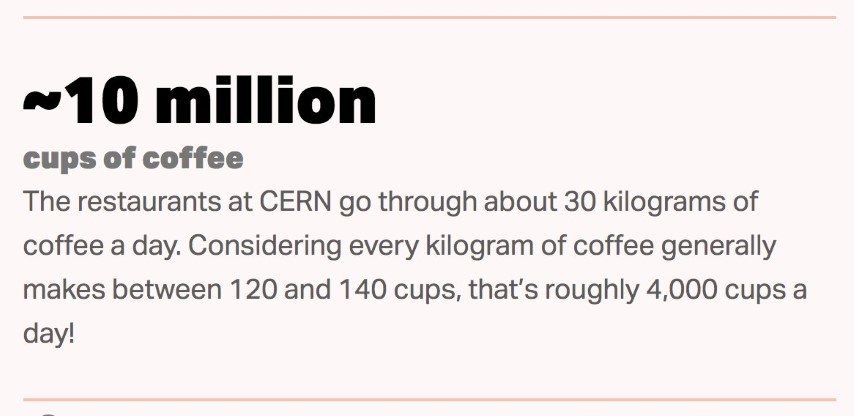 ~10 million
cups of coffee
The restaurants at CERN go through about 30 kilograms of
coffee a day. Considering every kilogram of coffee generally
makes between 120 and 140 cups, that's roughly 4,000 cups a
day!